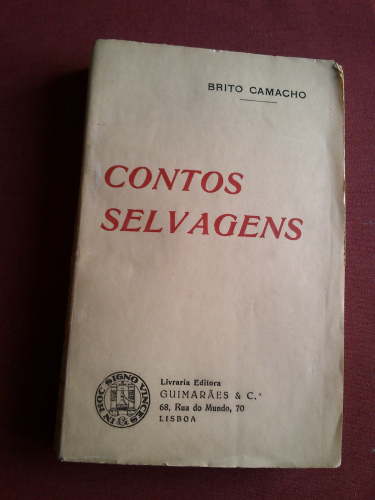 BRITO CAMACHO
CONTOS
SELVAGENS
IN HOC SIGNO VINCES
Livraria Editora
GUIMARÃES & C.ª
68, Rua do Mundo, 70
LISBOA